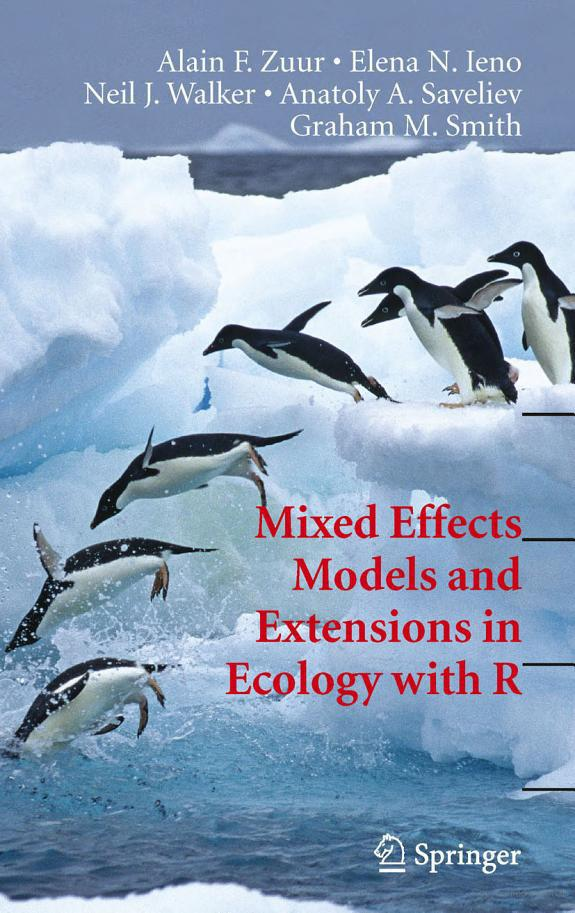 Alain F. Zuur • Elena N. Ieno
Neil J. Walker • Anatoly A. Saveliev
Graham M. Smith
Mixed Effects
Models and
Extensions in
Ecology with R
Springer